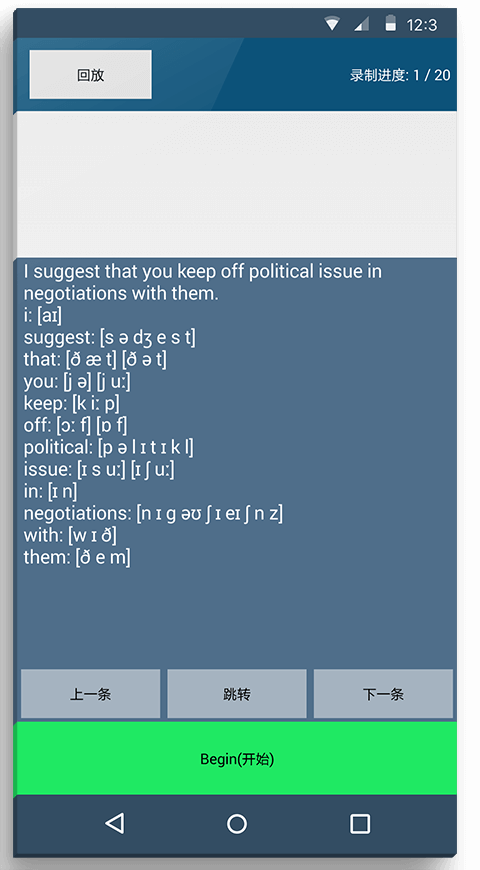 12:3
回放
录制进度: 1 / 20
I suggest that you keep off political issue in
negotiations with them.
i: [aɪ]
suggest: [s ə dʒ e s t]
that: [ð æ t] [ð ə t]
you: [j ə] [j uː]
keep: [k iː p]
off: [ɔː f] [ɒ f]
political: [p ə l ɪ t ɪ k l]
issue: [ɪ s uː] [ɪ ʃ uː]
in: [ɪ n]
negotiations: [n ɪ g əʊ ʃ ɪ eɪ ʃ n z]
with: [w ɪ ð]
them: [ð e m]
上一条 跳转 下一条
Begin(开始)